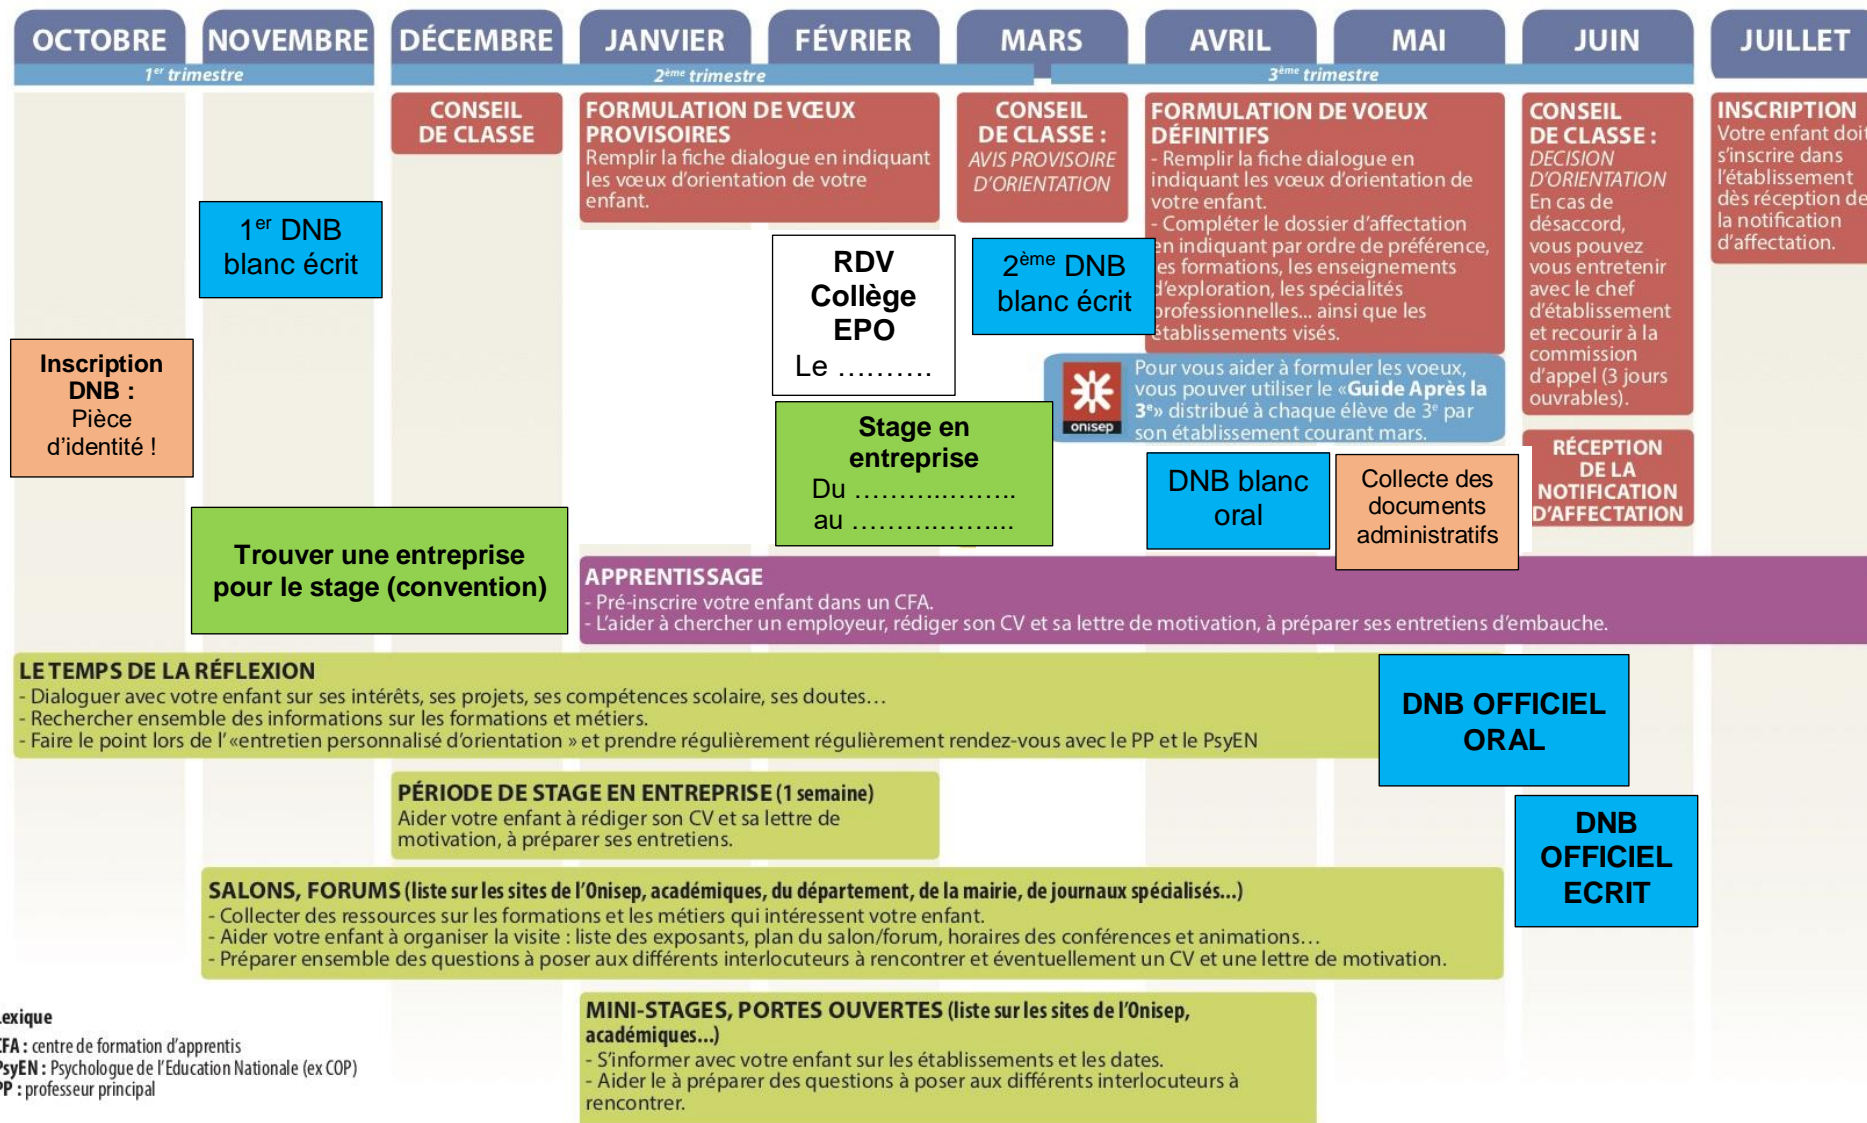 OCTOBRE
NOVEMBRE
DÉCEMBRE
JANVIER
FÉVRIER
MARS
AVRIL
MAI
JUIN
JUILLET
1er trimestre
2ème trimestre
3ème trimestre
CONSEIL
DE CLASSE
FORMULATION DE VŒUX
PROVISOIRES
Remplir la fiche dialogue en indiquant
les vœux d'orientation de votre
enfant.
CONSEIL
DE CLASSE :
AVIS PROVISOIRE
D'ORIENTATION
FORMULATION DE VOEUX
DÉFINITIFS
- Remplir la fiche dialogue en
indiquant les vœux d'orientation de
votre enfant.
- Compléter le dossier d'affectation
en indiquant par ordre de préférence,
les formations, les enseignements
d'exploration, les spécialités
professionnelles... ainsi que les
établissements visés.
CONSEIL
DE CLASSE :
DECISION
D'ORIENTATION
En cas de
désaccord,
vous pouvez
vous entretenir
avec le chef
d'établissement
et recourir à la
commission
d'appel (3 jours
ouvrables).
INSCRIPTION
Votre enfant doit
s'inscrire dans
l'établissement
dès réception de
la notification
d'affectation.
1er DNB
blanc écrit
RDV
Collège
EPO
Le ……….
2ème DNB
blanc écrit
Inscription
DNB :
Pièce
d'identité !
onisep
Pour vous aider à formuler les voeux,
vous pouver utiliser le «Guide Après la
3e» distribué à chaque élève de 3e par
son établissement courant mars.
Stage en
entreprise
Du ………..……..
au ……….……...
RÉCEPTION
DE LA
NOTIFICATION
D'AFFECTATION
DNB blanc
oral
Collecte des
documents
administratifs
Trouver une entreprise
pour le stage (convention)
APPRENTISSAGE
- Pré-inscrire votre enfant dans un CFA.
- L'aider à chercher un employeur, rédiger son CV et sa lettre de motivation, à préparer ses entretiens d'embauche.
LE TEMPS DE LA RÉFLEXION
- Dialoguer avec votre enfant sur ses intérêts, ses projets, ses compétences scolaire, ses doutes…
- Rechercher ensemble des informations sur les formations et métiers.
- Faire le point lors de l'«entretien personnalisé d'orientation » et prendre régulièrement régulièrement rendez-vous avec le PP et le PsyEN
DNB OFFICIEL
ORAL
PÉRIODE DE STAGE EN ENTREPRISE (1 semaine)
Aider votre enfant à rédiger son CV et sa lettre de
motivation, à préparer ses entretiens.
DNB
OFFICIEL
ECRIT
SALONS, FORUMS (liste sur les sites de l'Onisep, académiques, du département, de la mairie, de journaux spécialisés...)
- Collecter des ressources sur les formations et les métiers qui intéressent votre enfant.
- Aider votre enfant à organiser la visite : liste des exposants, plan du salon/forum, horaires des conférences et animations…
- Préparer ensemble des questions à poser aux différents interlocuteurs à rencontrer et éventuellement un CV et une lettre de motivation.
MINI-STAGES, PORTES OUVERTES (liste sur les sites de l'Onisep,
académiques...)
- S'informer avec votre enfant sur les établissements et les dates.
- Aider le à préparer des questions à poser aux différents interlocuteurs à
rencontrer.
Lexique
CFA : centre de formation d'apprentis
PsyEN : Psychologue de l'Education Nationale (ex COP)
PP : professeur principal